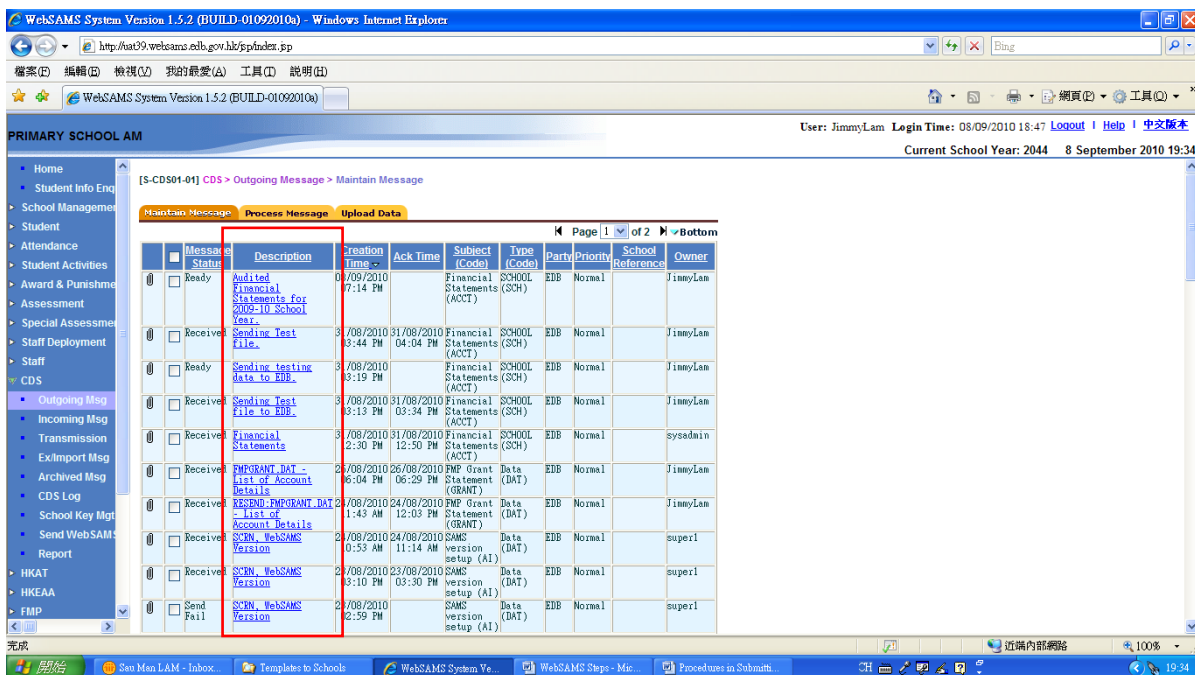 WebSAMS System Version 1.5.2 (BUILD-01092010a) - Windows Internet Explorer
http://uat39.websams.edb.gov.hk/jsp/index.jsp
Bing
檔案(F) 編輯(E) 檢視(V) 我的最愛(A) 工具(T) 說明(H)
WebSAMS System Version 1.5.2 (BUILD-01092010a)
網頁(P) 工具(O)
PRIMARY SCHOOL AM
User: JimmyLam Login Time: 08/09/2010 18:47 Logout | Help | 中文版本
Current School Year: 2044 8 September 2010 19:34
Home
Student Info Enq
School Managemen
Student
Attendance
Student Activities
Award & Punishme
Assessment
Special Assessmen
Staff Deployment
Staff
CDS
Outgoing Msg
Incoming Msg
Transmission
Ex/Import Msg
Archived Msg
CDS Log
School Key Mgt
Send WebSAMS
Report
HKAT
HKEAA
FMP
[S-CDS01-01] CDS > Outgoing Message > Maintain Message
Maintain Message Process Message Upload Data
Page 1 of 2 Bottom
Message Status Description Creation Time Ack Time Subject (Code) Type (Code) Party Priority School Reference Owner
Ready Audited 08/09/2010 Financial SCHOOL EDB Normal JimmyLam
Financial 07:14 PM Statements (SCH)
Statements for (ACCT)
2009-10 School
Year.
Received Sending Test 31/08/2010 31/08/2010 Financial SCHOOL EDB Normal JimmyLam
file. 03:44 PM 04:04 PM Statements (SCH)
(ACCT)
Ready Sending testing 31/08/2010 Financial SCHOOL EDB Normal JimmyLam
data to EDB. 03:19 PM Statements (SCH)
(ACCT)
Received Sending Test 31/08/2010 31/08/2010 Financial SCHOOL EDB Normal JimmyLam
file to EDB. 03:13 PM 03:34 PM Statements (SCH)
(ACCT)
Received Financial 31/08/2010 31/08/2010 Financial SCHOOL EDB Normal sysadmin
Statements 12:30 PM 12:50 PM Statements (SCH)
(ACCT)
Received FMPGRANT.DAT - 26/08/2010 26/08/2010 FMP Grant Data EDB Normal JimmyLam
List of Account 06:04 PM 06:29 PM Statement (DAT)
Details (GRANT)
Received RESEND:FMPGRANT.DAT 24/08/2010 24/08/2010 FMP Grant Data EDB Normal JimmyLam
- List of 11:43 AM 12:03 PM Statement (DAT)
Account Details (GRANT)
Received SCRN, WebSAMS 24/08/2010 24/08/2010 SAMS Data EDB Normal super1
Version 10:53 AM 11:14 AM version (DAT)
setup (AI)
Received SCRN, WebSAMS 23/08/2010 23/08/2010 SAMS Data EDB Normal super1
Version 03:10 PM 03:30 PM version (DAT)
setup (AI)
Send SCRN, WebSAMS 23/08/2010 SAMS Data EDB Normal super1
Fail Version 02:59 PM version (DAT)
setup (AI)
完成 近端內部網路 100%
開始 Sau Man LAM - Inbox... Templates to Schools WebSAMS System Ve... WebSAMS Steps - Mic... Procedures in Submitti... CH 19:34